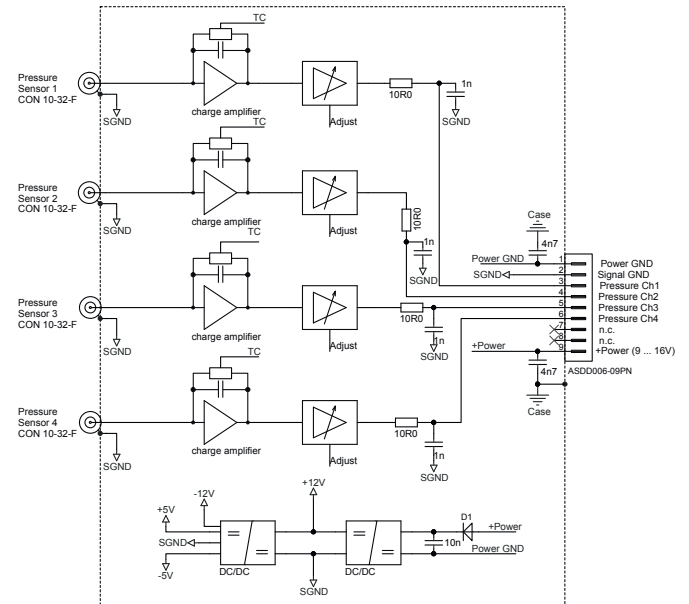 TC
Pressure
Sensor 1
CON 10-32-F
SGND
charge amplifier
Adjust
10R0
1n
SGND
TC
Pressure
Sensor 2
CON 10-32-F
SGND
charge amplifier
Adjust
10R0
1n
SGND
TC
Pressure
Sensor 3
CON 10-32-F
SGND
charge amplifier
Adjust
10R0
1n
SGND
TC
Pressure
Sensor 4
CON 10-32-F
SGND
charge amplifier
Adjust
10R0
1n
SGND
Case
4n7
Power GND
SGND
1 Power GND
2 Signal GND
3 Pressure Ch1
4 Pressure Ch2
5 Pressure Ch3
6 Pressure Ch4
7 n.c.
8 n.c.
9 +Power (9 ... 16V)
+Power
ASDD006-09PN
4n7
Case
-12V
+5V
SGND
-5V
DC/DC
+12V
SGND
DC/DC
10n
D1
+Power
Power GND